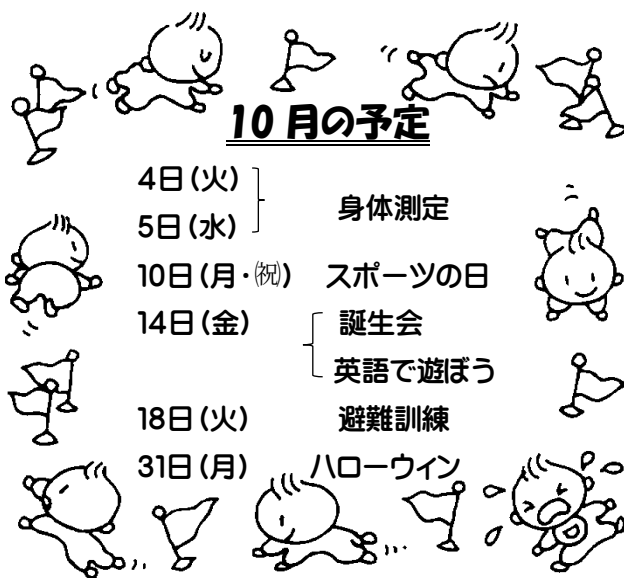 10月の予定
4日(火)
5日(水)
身体測定
10日(月・㈷) スポーツの日
14日(金) 誕生会
英語で遊ぼう
18日(火) 避難訓練
31日(月) ハローウィン